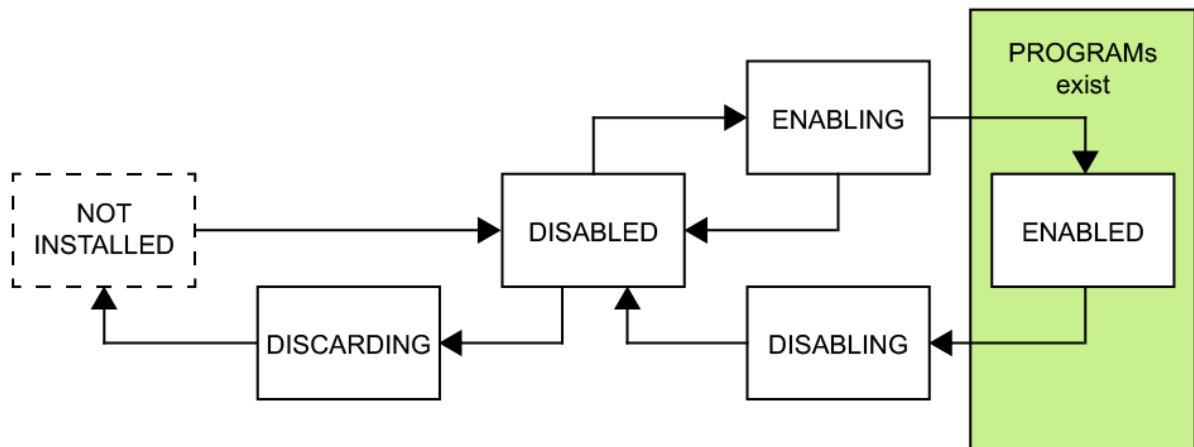 PROGRAMs
exist
ENABLING
NOT
INSTALLED
DISABLED
ENABLED
DISCARDING
DISABLING